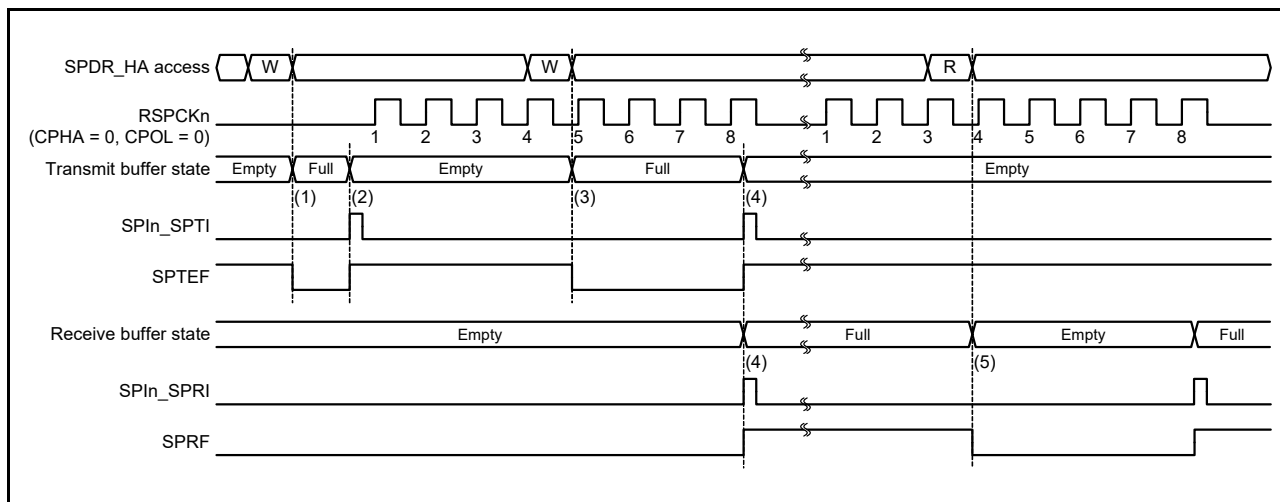 SPDR_HA access W W R
RSPCKn
(CPHA = 0, CPOL = 0)
1 2 3 4 5 6 7 8 1 2 3 4 5 6 7 8
Transmit buffer state Empty Full Empty Full Empty
(1) (2) (3) (4)
SPIn_SPTI
SPTEF
Receive buffer state Empty Full Empty Full
(4) (5)
SPIn_SPRI
SPRF